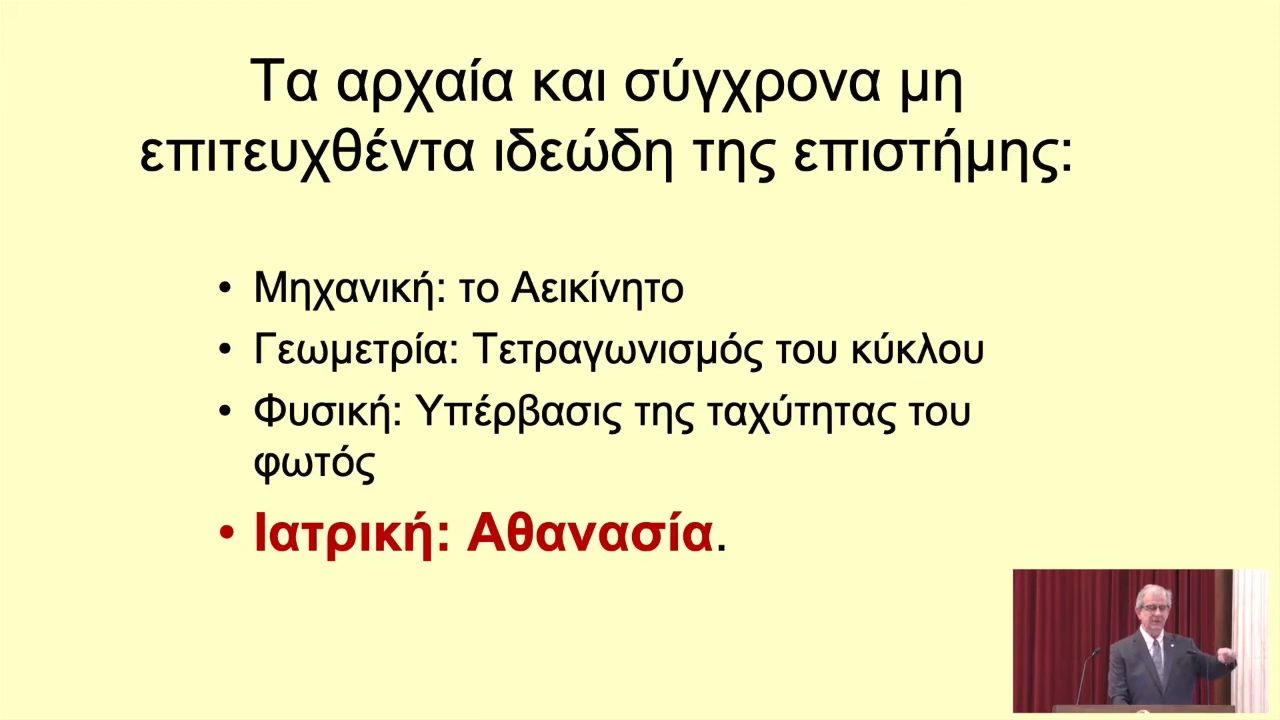 Τα αρχαία και σύγχρονα μη
επιτευχθέντα ιδεώδη της επιστήμης:
• Μηχανική: το Αεικίνητο
• Γεωμετρία: Τετραγωνισμός του κύκλου
• Φυσική: Υπέρβασις της ταχύτητας του
φωτός
• Ιατρική: Αθανασία.